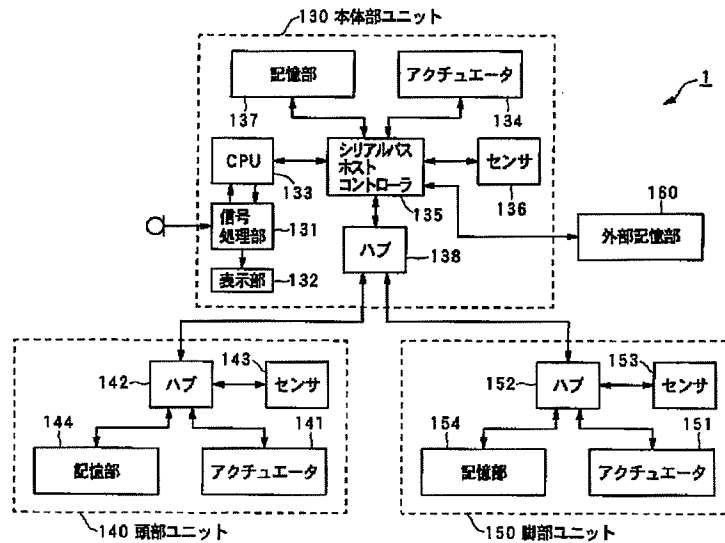 130 本体部ユニット
記憶部
137
アクチュエータ
134
1
CPU
133
シリアルバス
ホスト
コントローラ
135
センサ
136
160
外部記憶部
信号
処理部
131
ハブ
138
表示部
132
142
ハブ
143
センサ
144
記憶部
141
アクチュエータ
140 頭部ユニット
152
ハブ
153
センサ
154
記憶部
151
アクチュエータ
150 脚部ユニット